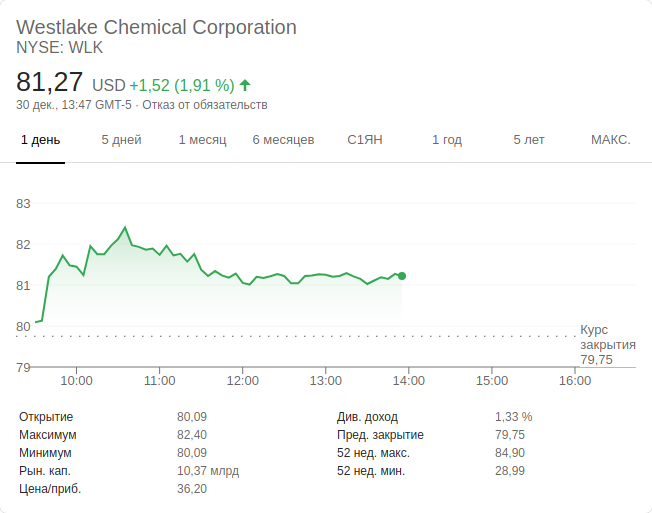 Westlake Chemical Corporation
NYSE: WLK
81,27 USD +1,52 (1,91 %)
30 дек., 13:47 GMT-5 · Отказ от обязательств
1 день 5 дней 1 месяц 6 месяцев С1ЯН 1 год 5 лет МАКС.
83
82
81
80
Курс
закрытия
79,75
79
10:00 11:00 12:00 13:00 14:00 15:00 16:00
Открытие 80,09 Див. доход 1,33 %
Максимум 82,40 Пред. закрытие 79,75
Минимум 80,09 52 нед. макс. 84,90
Рын. кап. 10,37 млрд 52 нед. мин. 28,99
Цена/приб. 36,20